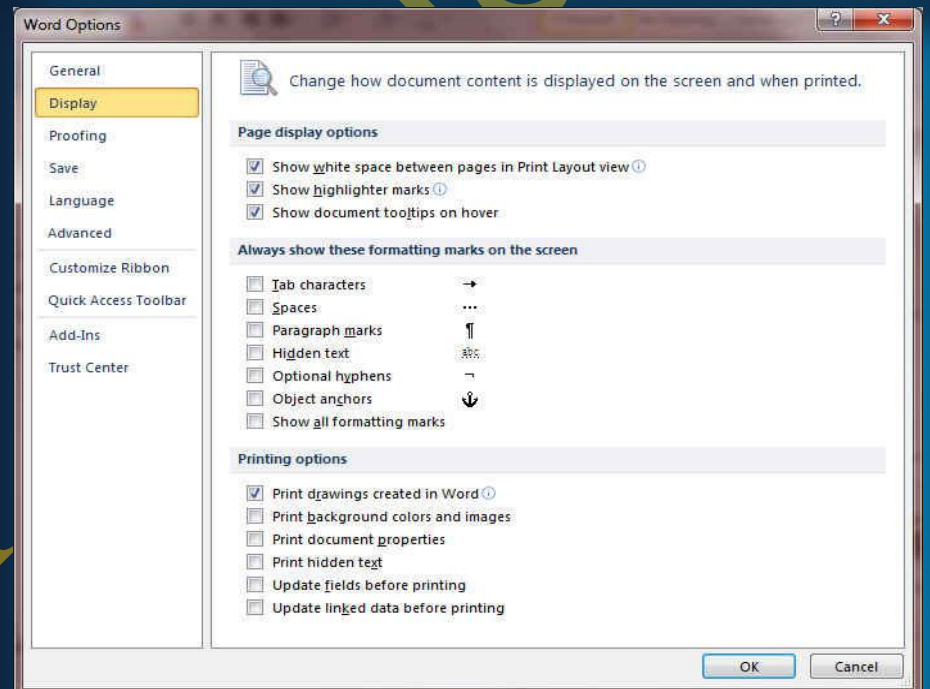 Word Options
General
Display
Proofing
Save
Language
Advanced
Customize Ribbon
Quick Access Toolbar
Add-Ins
Trust Center
Change how document content is displayed on the screen and when printed.
Page display options
Show white space between pages in Print Layout view
Show highlighter marks
Show document tooltips on hover
Always show these formatting marks on the screen
Tab characters →
Spaces ...
Paragraph marks ¶
Hidden text abc
Optional hyphens ¬
Object anchors
Show all formatting marks
Printing options
Print drawings created in Word
Print background colors and images
Print document properties
Print hidden text
Update fields before printing
Update linked data before printing
OK Cancel